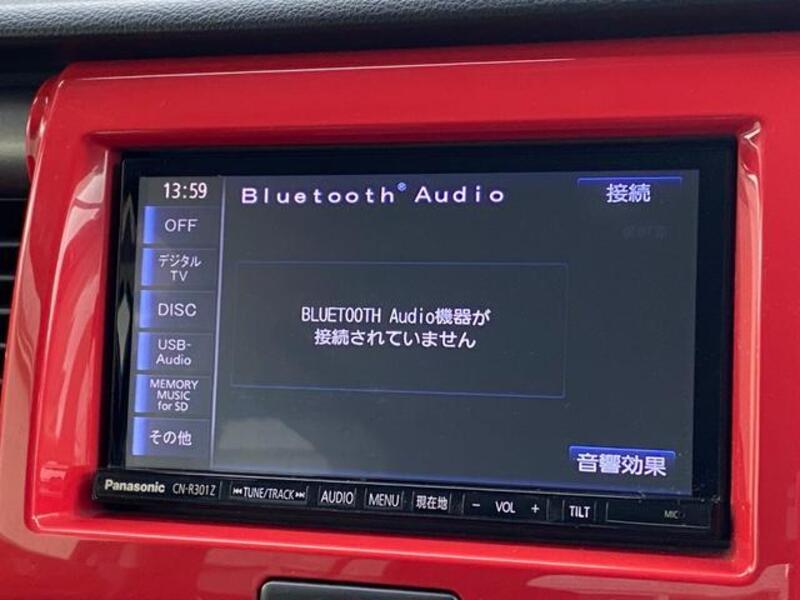 13:59
Bluetooth® Audio
接続
OFF
デジタル
TV
DISC
USB-
Audio
MEMORY
MUSIC
for SD
その他
BLUETOOTH Audio機器が
接続されていません
音響効果
Panasonic CN-R301Z TUNE/TRACK AUDIO MENU 現在地 − VOL + TILT MIC